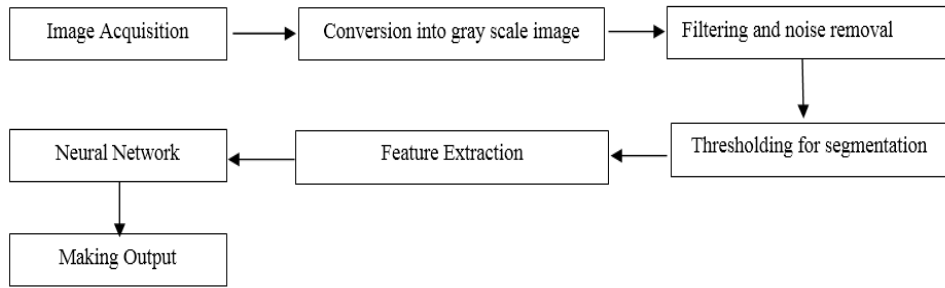 Image Acquisition
Conversion into gray scale image
Filtering and noise removal
Thresholding for segmentation
Feature Extraction
Neural Network
Making Output